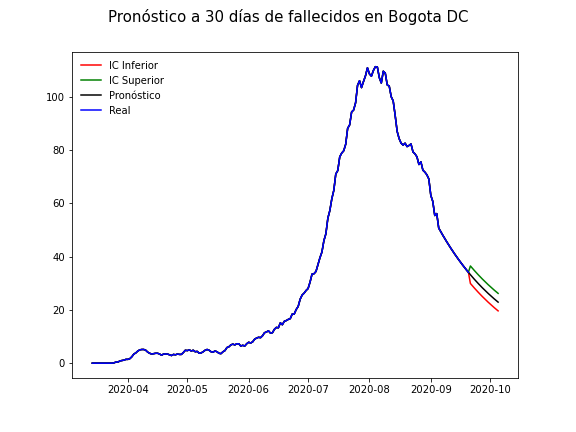 Pronóstico a 30 días de fallecidos en Bogota DC
IC Inferior
IC Superior
Pronóstico
Real
100
80
60
40
20
0
2020-04 2020-05 2020-06 2020-07 2020-08 2020-09 2020-10